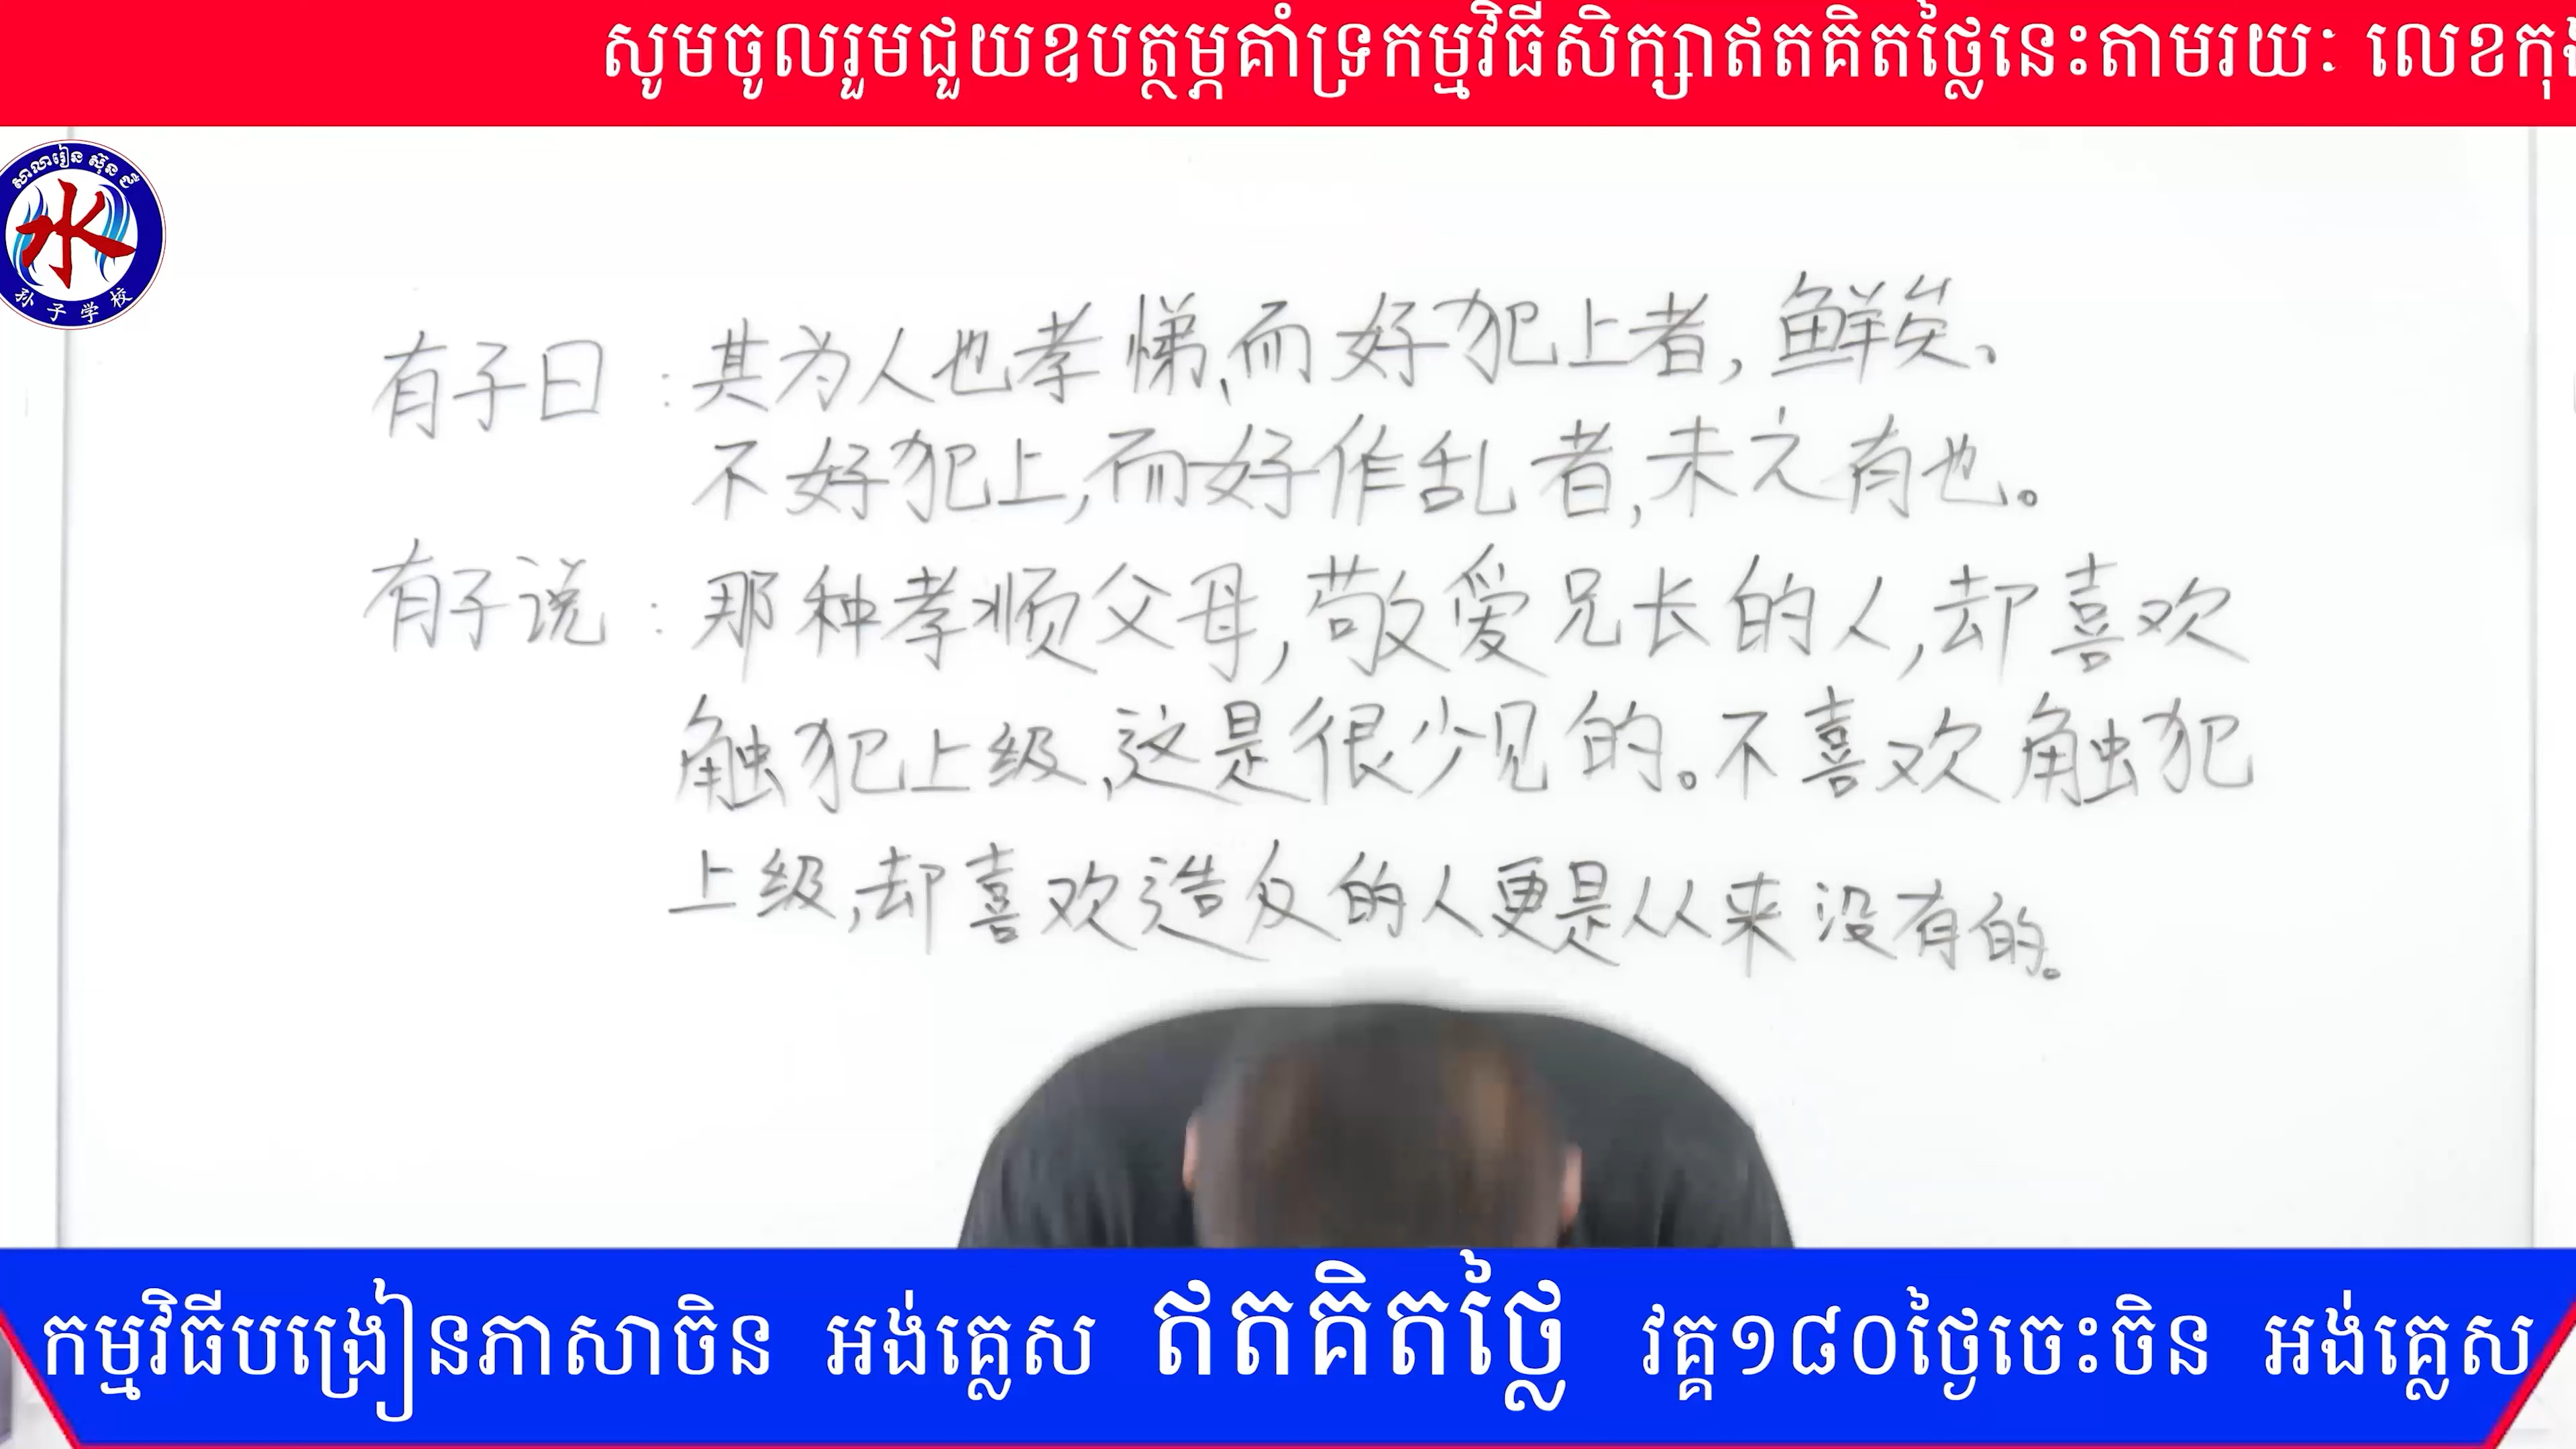 សូមចូលរួមជួយឧបត្ថម្ភគាំទ្រកម្មវិធីសិក្សាឥតគិតថ្លៃនេះតាមរយៈ លេខកុ
សាលារៀន ស៊ុន ជឺ
水
孙子学校
有子曰：其为人也孝悌、而好犯上者，鲜矣、
不好犯上，而好作乱者，未之有也。
有子说：那种孝顺父母，敬爱兄长的人，却喜欢
触犯上级，这是很少见的。不喜欢触犯
上级，却喜欢造反的人更是从来没有的。
កម្មវិធីបង្រៀនភាសាចិន អង់គ្លេស ឥតគិតថ្លៃ វគ្គ១៨០ថ្ងៃចេះចិន អង់គ្លេស